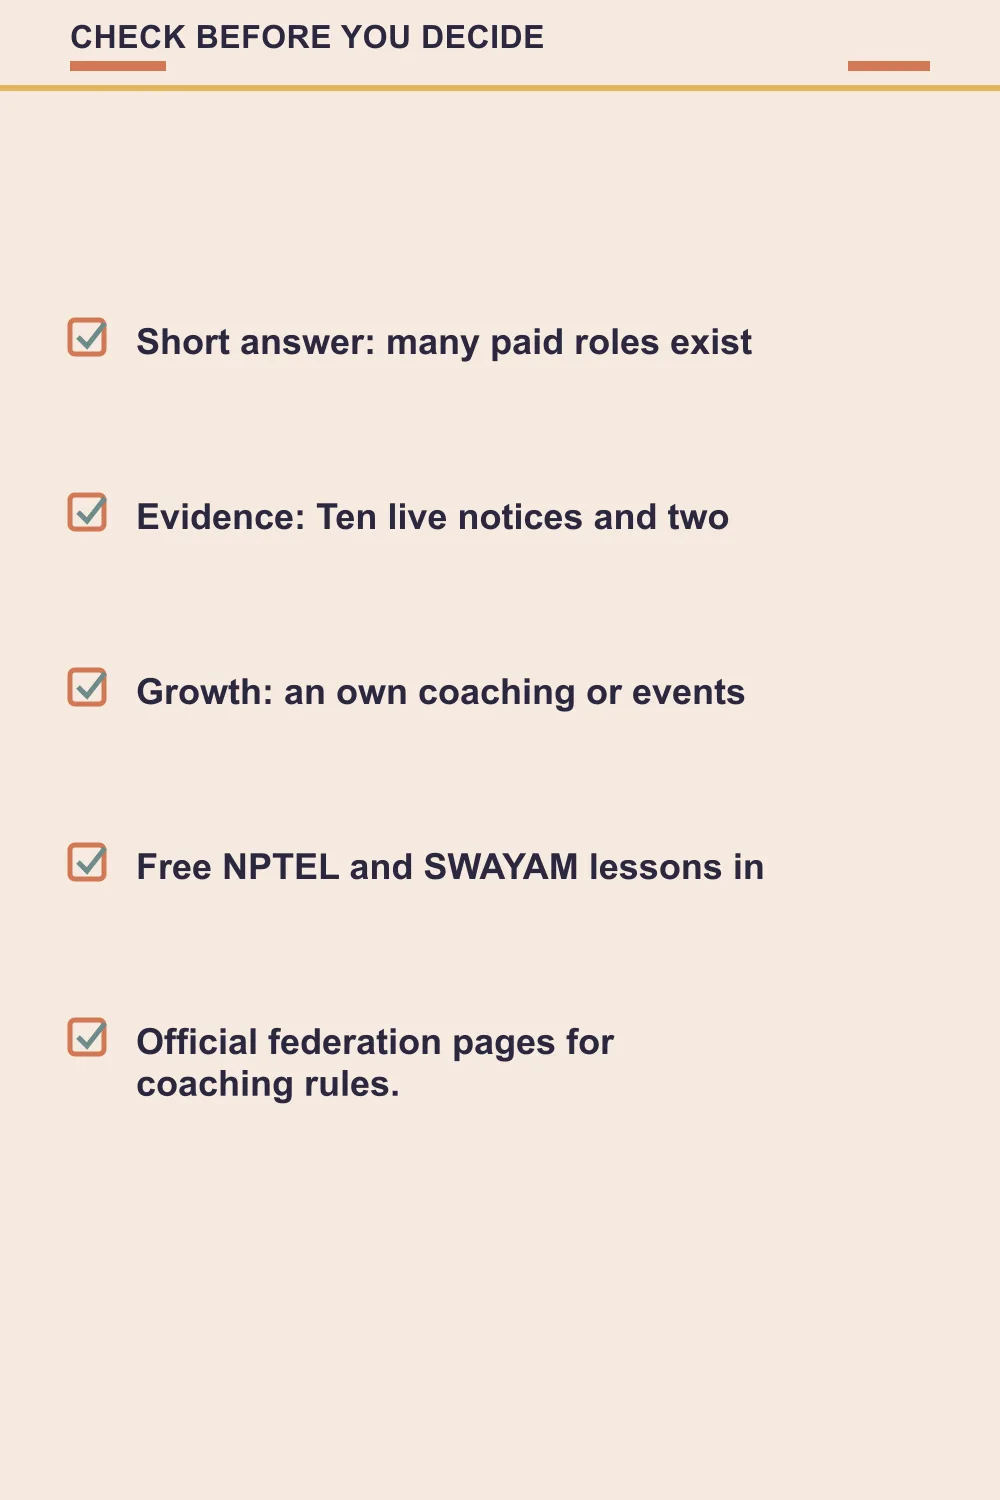 CHECK BEFORE YOU DECIDE
Short answer: many paid roles exist
Evidence: Ten live notices and two
Growth: an own coaching or events
Free NPTEL and SWAYAM lessons in
Official federation pages for
coaching rules.